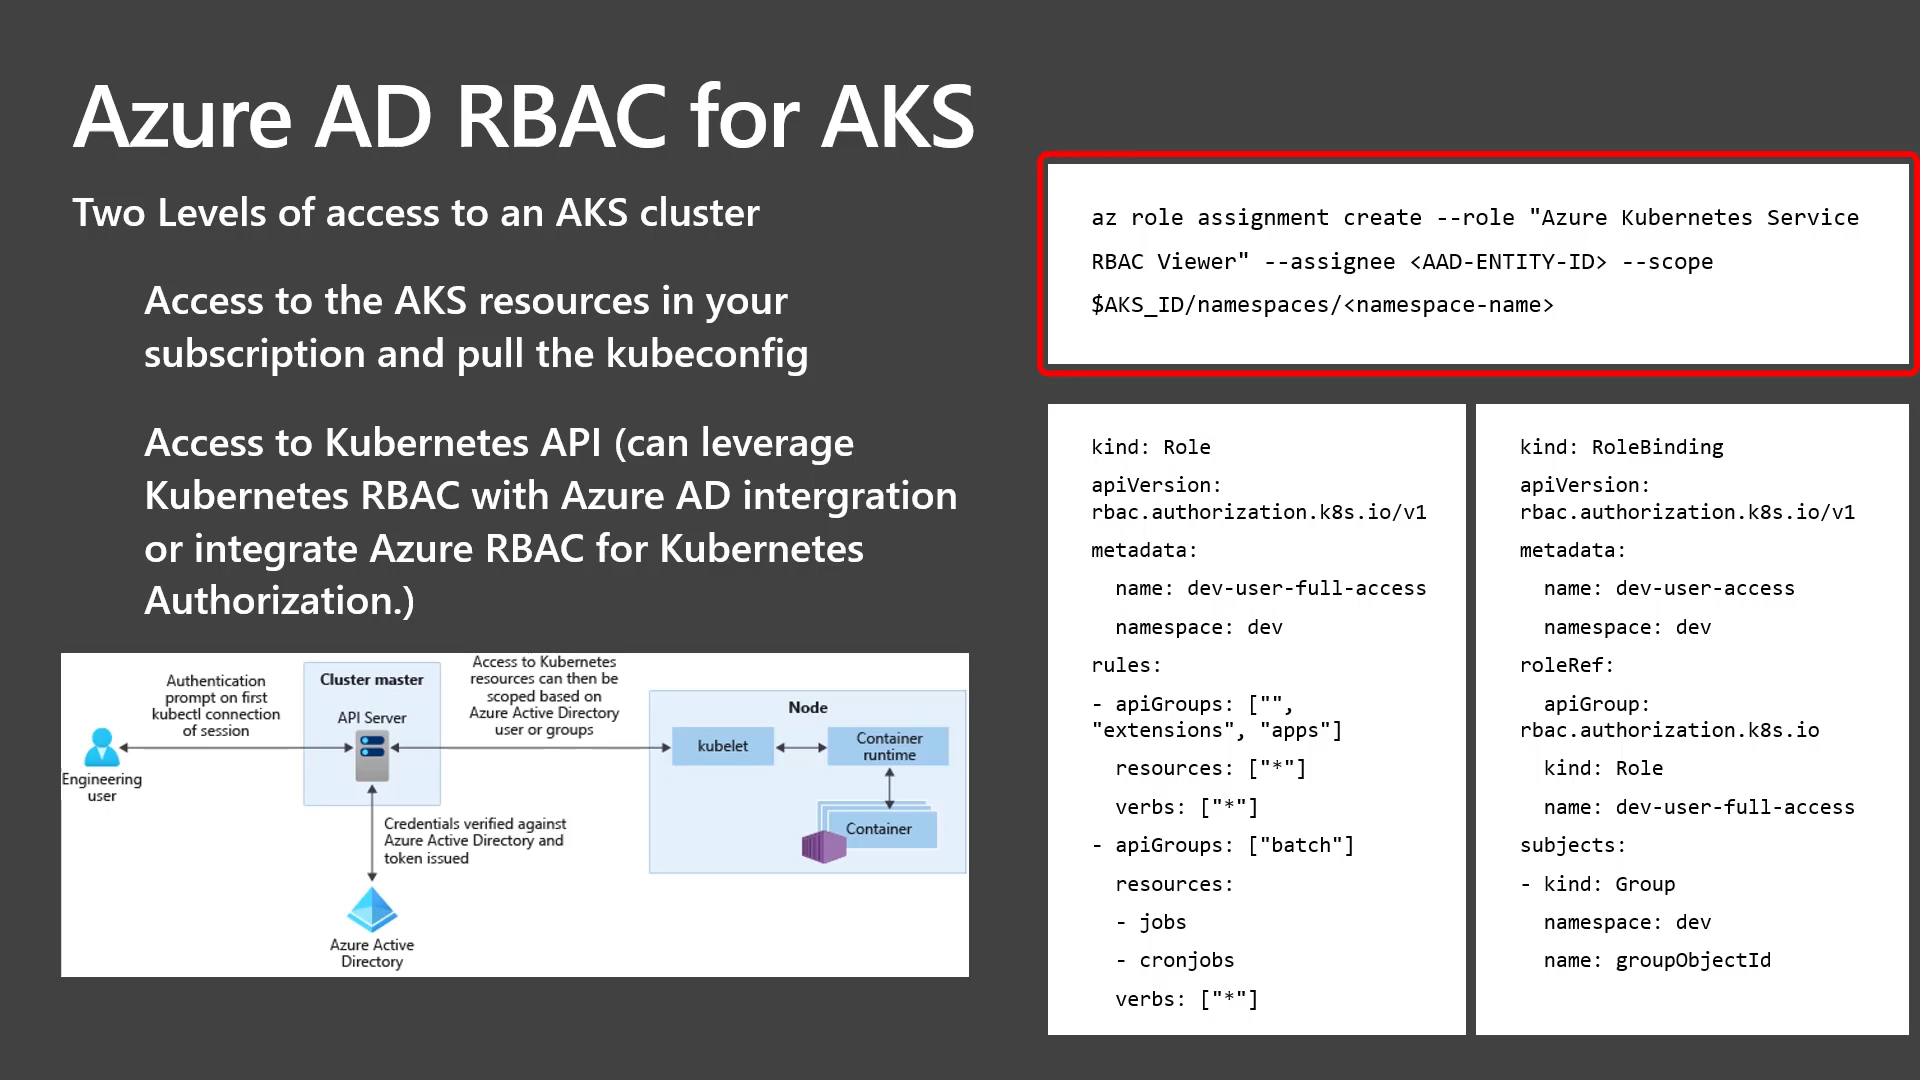 Azure AD RBAC for AKS
Two Levels of access to an AKS cluster
Access to the AKS resources in your
subscription and pull the kubeconfig
Access to Kubernetes API (can leverage
Kubernetes RBAC with Azure AD intergration
or integrate Azure RBAC for Kubernetes
Authorization.)
Authentication
prompt on first
kubectl connection
of session
Engineering
user
Cluster master
API Server
Access to Kubernetes
resources can then be
scoped based on
Azure Active Directory
user or groups
Node
kubelet
Container
runtime
Container
Credentials verified against
Azure Active Directory and
token issued
Azure Active
Directory
az role assignment create --role "Azure Kubernetes Service
RBAC Viewer" --assignee <AAD-ENTITY-ID> --scope
$AKS_ID/namespaces/<namespace-name>
kind: Role
apiVersion:
rbac.authorization.k8s.io/v1
metadata:
  name: dev-user-full-access
  namespace: dev
rules:
- apiGroups: ["",
"extensions", "apps"]
  resources: ["*"]
  verbs: ["*"]
- apiGroups: ["batch"]
  resources:
  - jobs
  - cronjobs
  verbs: ["*"]
kind: RoleBinding
apiVersion:
rbac.authorization.k8s.io/v1
metadata:
  name: dev-user-access
  namespace: dev
roleRef:
  apiGroup:
rbac.authorization.k8s.io
  kind: Role
  name: dev-user-full-access
subjects:
- kind: Group
  namespace: dev
  name: groupObjectId